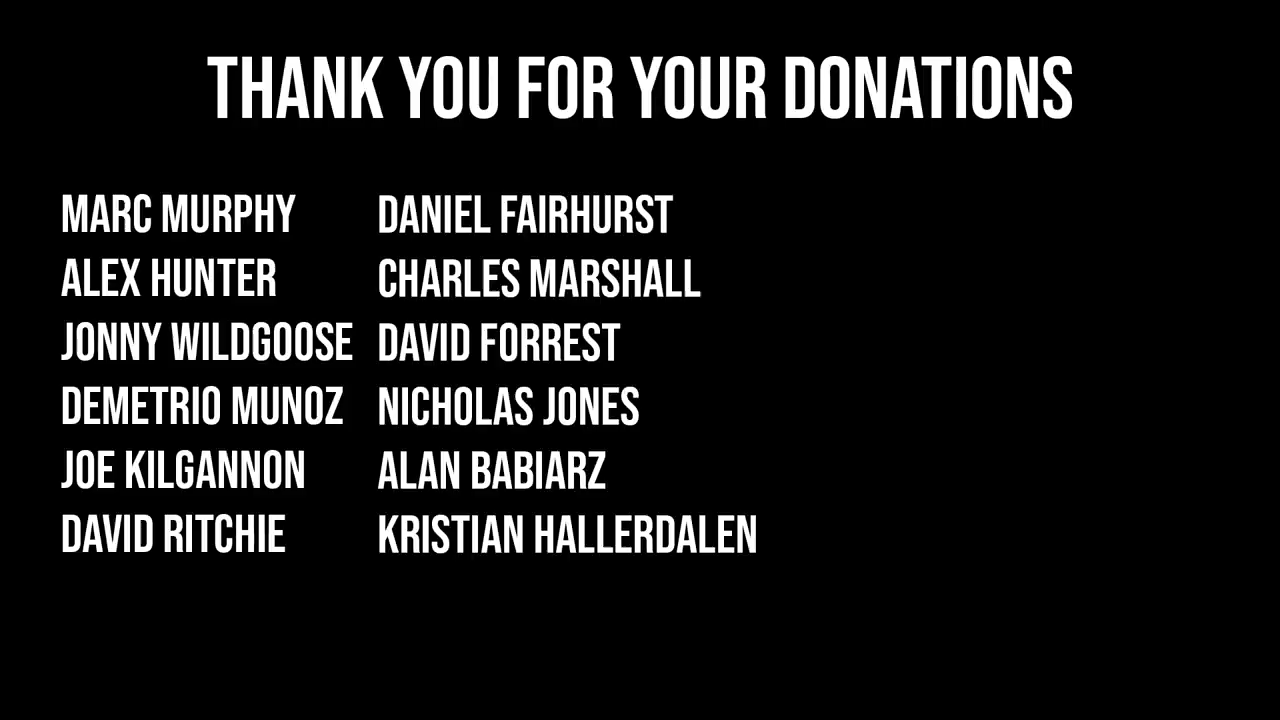 THANK YOU FOR YOUR DONATIONS
MARC MURPHY
ALEX HUNTER
JONNY WILDGOOSE
DEMETRIO MUNOZ
JOE KILGANNON
DAVID RITCHIE
DANIEL FAIRHURST
CHARLES MARSHALL
DAVID FORREST
NICHOLAS JONES
ALAN BABIARZ
KRISTIAN HALLERDALEN